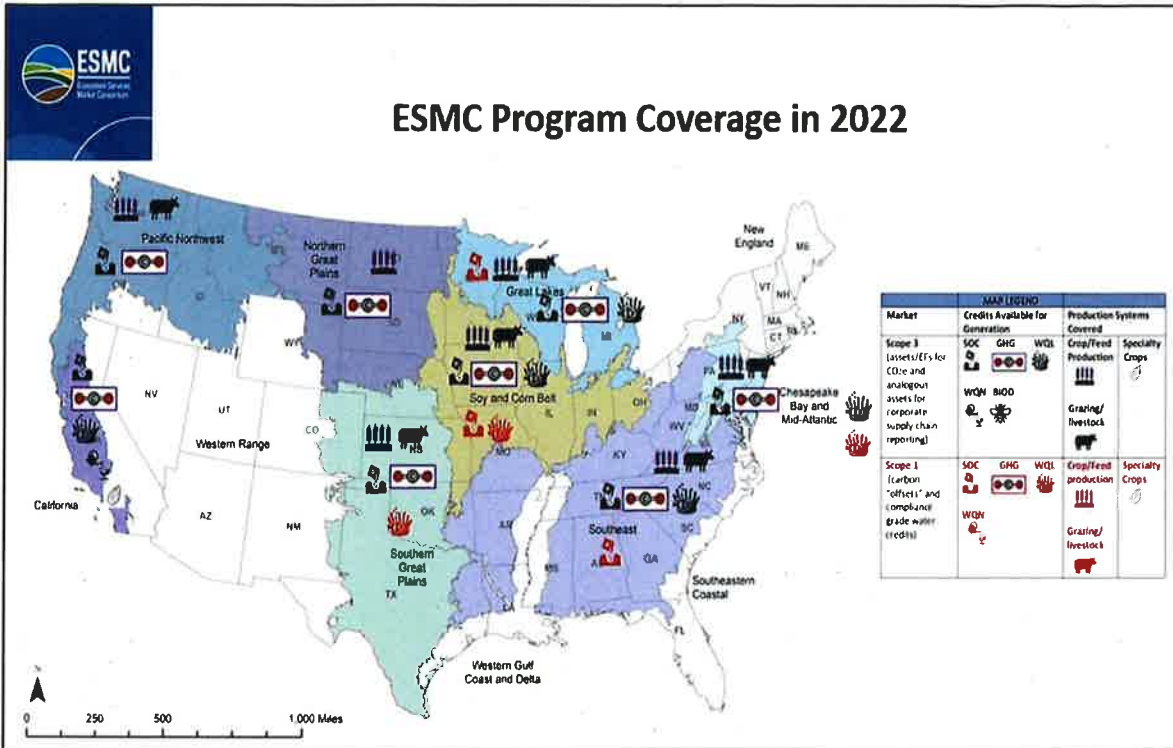 ESMC
Ecosystem Services
Market Consortium
ESMC Program Coverage in 2022
Pacific Northwest
Northern
Great
Plains
Great Lakes
New
England
ME
VT
NH
MA
CT
RI
NY
PA
MI
ID
SD
WY
NV
UT
CO
Western Range
California
AZ
NM
Soy and Corn Belt
IL
IN
OH
MO
KS
OK
TX
Southern
Great
Plains
Chesapeake
Bay and
Mid-Atlantic
WV
KY
NC
SC
AR
MS
GA
LA
FL
Southeast
Southeastern
Coastal
Western Gulf
Coast and Delta
0 250 500 1,000 Miles
MAP LEGEND
Market
Credits Available for
Generation
Production Systems
Covered
Scope 3
(assets/EFs for
CO2e and
analogous
assets for
corporate
supply chain
reporting)
SOC GHG WQL
WQN BIOD
Crop/Feed
Production
Grazing/
livestock
Specialty
Crops
Scope 1
(carbon
"offsets" and
compliance
grade water
credits)
SOC GHG WQL
WQN
Crop/Feed
production
Grazing/
livestock
Specialty
Crops